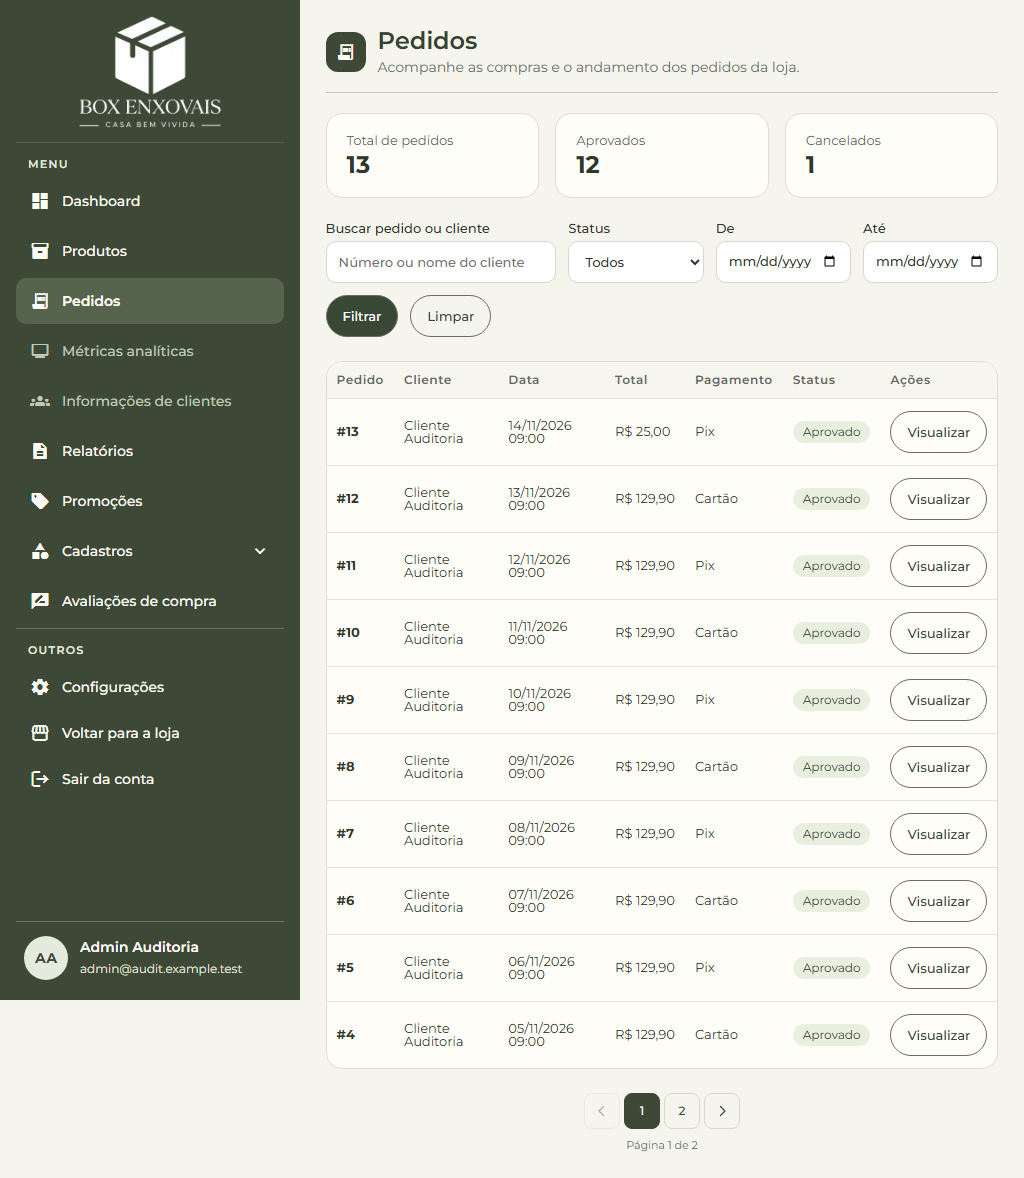 BOX ENXOVAIS
CASA BEM VIVIDA
MENU
Dashboard
Produtos
Pedidos
Métricas analíticas
Informações de clientes
Relatórios
Promoções
Cadastros
Avaliações de compra
OUTROS
Configurações
Voltar para a loja
Sair da conta
AA
Admin Auditoria
admin@audit.example.test
Pedidos
Acompanhe as compras e o andamento dos pedidos da loja.
Total de pedidos
13
Aprovados
12
Cancelados
1
Buscar pedido ou cliente
Número ou nome do cliente
Status
Todos
De
mm/dd/yyyy
Até
mm/dd/yyyy
Filtrar
Limpar
Pedido Cliente Data Total Pagamento Status Ações
#13 Cliente Auditoria 14/11/2026 09:00 R$ 25,00 Pix Aprovado Visualizar
#12 Cliente Auditoria 13/11/2026 09:00 R$ 129,90 Cartão Aprovado Visualizar
#11 Cliente Auditoria 12/11/2026 09:00 R$ 129,90 Pix Aprovado Visualizar
#10 Cliente Auditoria 11/11/2026 09:00 R$ 129,90 Cartão Aprovado Visualizar
#9 Cliente Auditoria 10/11/2026 09:00 R$ 129,90 Pix Aprovado Visualizar
#8 Cliente Auditoria 09/11/2026 09:00 R$ 129,90 Cartão Aprovado Visualizar
#7 Cliente Auditoria 08/11/2026 09:00 R$ 129,90 Pix Aprovado Visualizar
#6 Cliente Auditoria 07/11/2026 09:00 R$ 129,90 Cartão Aprovado Visualizar
#5 Cliente Auditoria 06/11/2026 09:00 R$ 129,90 Pix Aprovado Visualizar
#4 Cliente Auditoria 05/11/2026 09:00 R$ 129,90 Cartão Aprovado Visualizar
1 2
Página 1 de 2